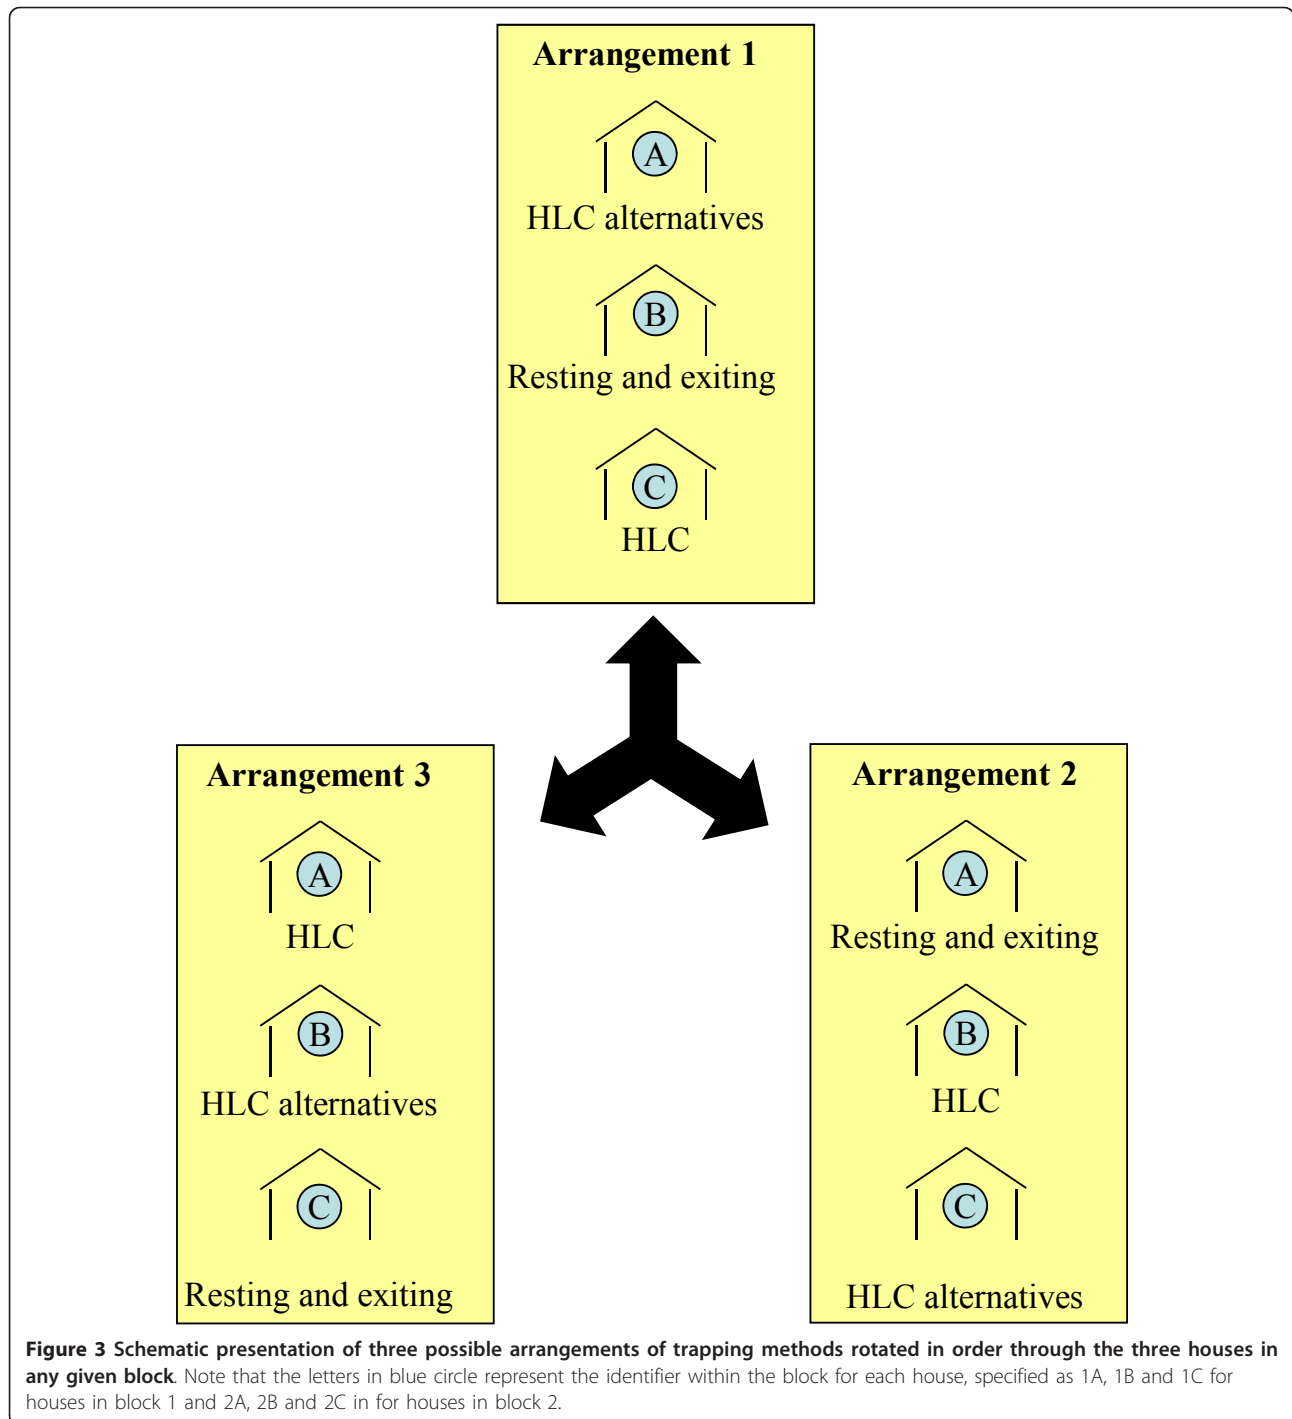 Arrangement 1
A
HLC alternatives
B
Resting and exiting
C
HLC
Arrangement 3
A
HLC
B
HLC alternatives
C
Resting and exiting
Arrangement 2
A
Resting and exiting
B
HLC
C
HLC alternatives
Figure 3 Schematic presentation of three possible arrangements of trapping methods rotated in order through the three houses in
any given block. Note that the letters in blue circle represent the identifier within the block for each house, specified as 1A, 1B and 1C for
houses in block 1 and 2A, 2B and 2C in for houses in block 2.